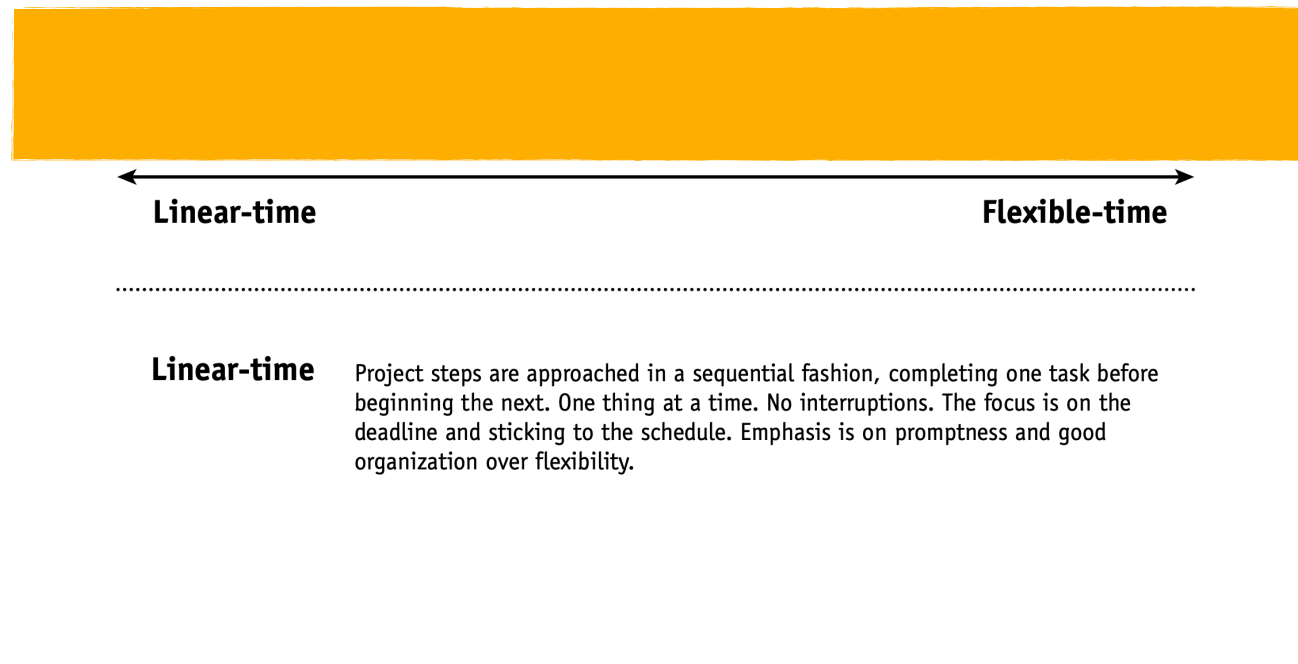 Linear-time
Flexible-time
Linear-time
Project steps are approached in a sequential fashion, completing one task before
beginning the next. One thing at a time. No interruptions. The focus is on the
deadline and sticking to the schedule. Emphasis is on promptness and good
organization over flexibility.